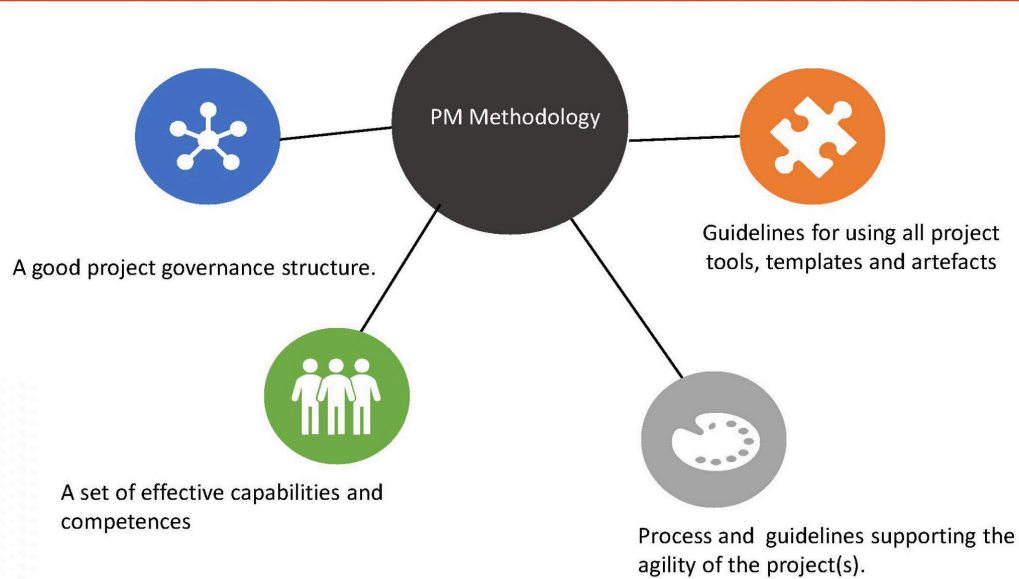 PM Methodology
A good project governance structure.
Guidelines for using all project
tools, templates and artefacts
A set of effective capabilities and
competences
Process and  guidelines supporting the
agility of the project(s).